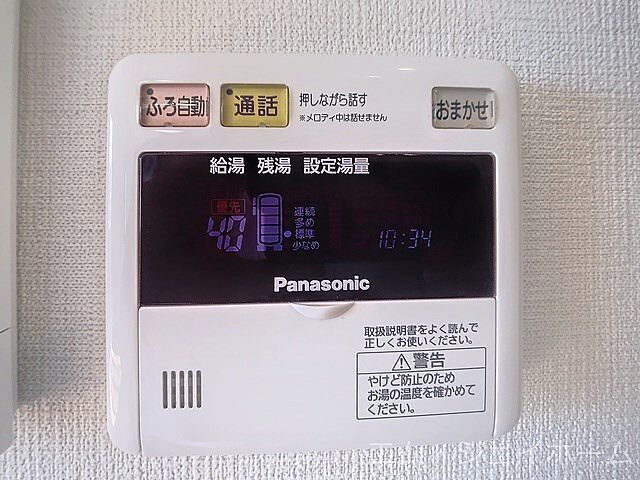 ふろ自動
通話
押しながら話す
※メロディ中は話せません
おまかせ
給湯 残湯 設定湯量
優先
40
連続
多め
標準
少なめ
10:34
Panasonic
取扱説明書をよく読んで
正しくお使いください。
警告
やけど防止のため
お湯の温度を確かめて
ください。